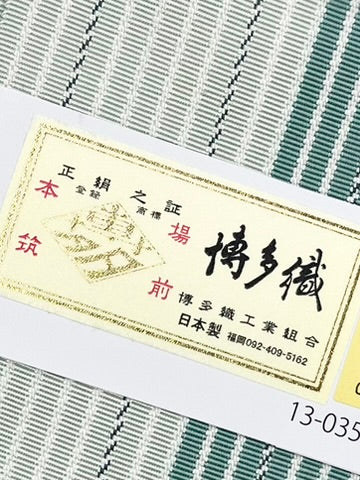 正絹之証
登録商標
本場
筑前
博多織
博多織工業組合
日本製 福岡092-409-5162
13-035